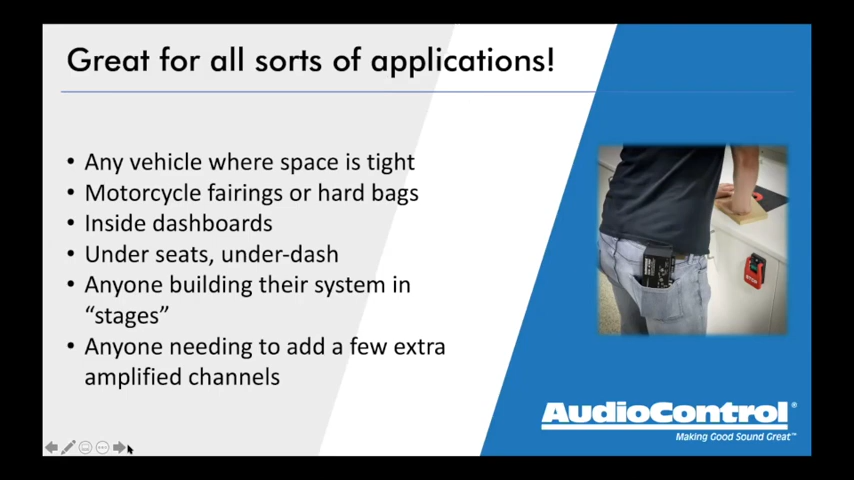 Great for all sorts of applications!
• Any vehicle where space is tight
• Motorcycle fairings or hard bags
• Inside dashboards
• Under seats, under-dash
• Anyone building their system in
“stages”
• Anyone needing to add a few extra
amplified channels
AudioControl®
Making Good Sound Great™